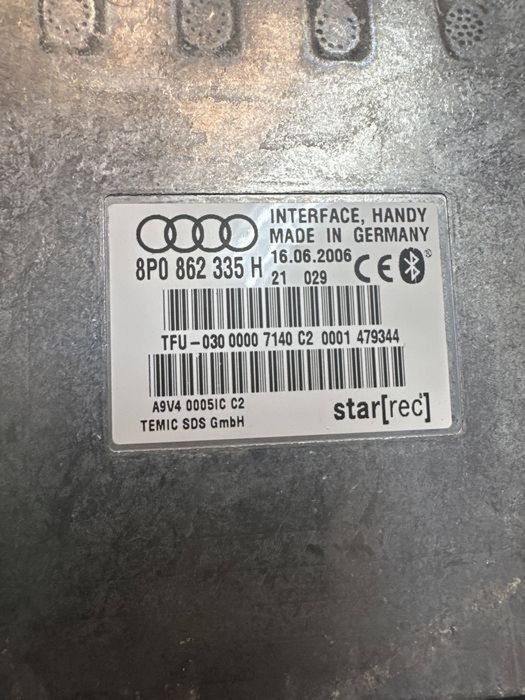 INTERFACE, HANDY
MADE IN GERMANY
8P0 862 335 H
16.06.2006
21 029
CE
TFU-030 0000 7140 C2 0001 479344
A9V4 0005IC C2
TEMIC SDS GmbH
star[rec]